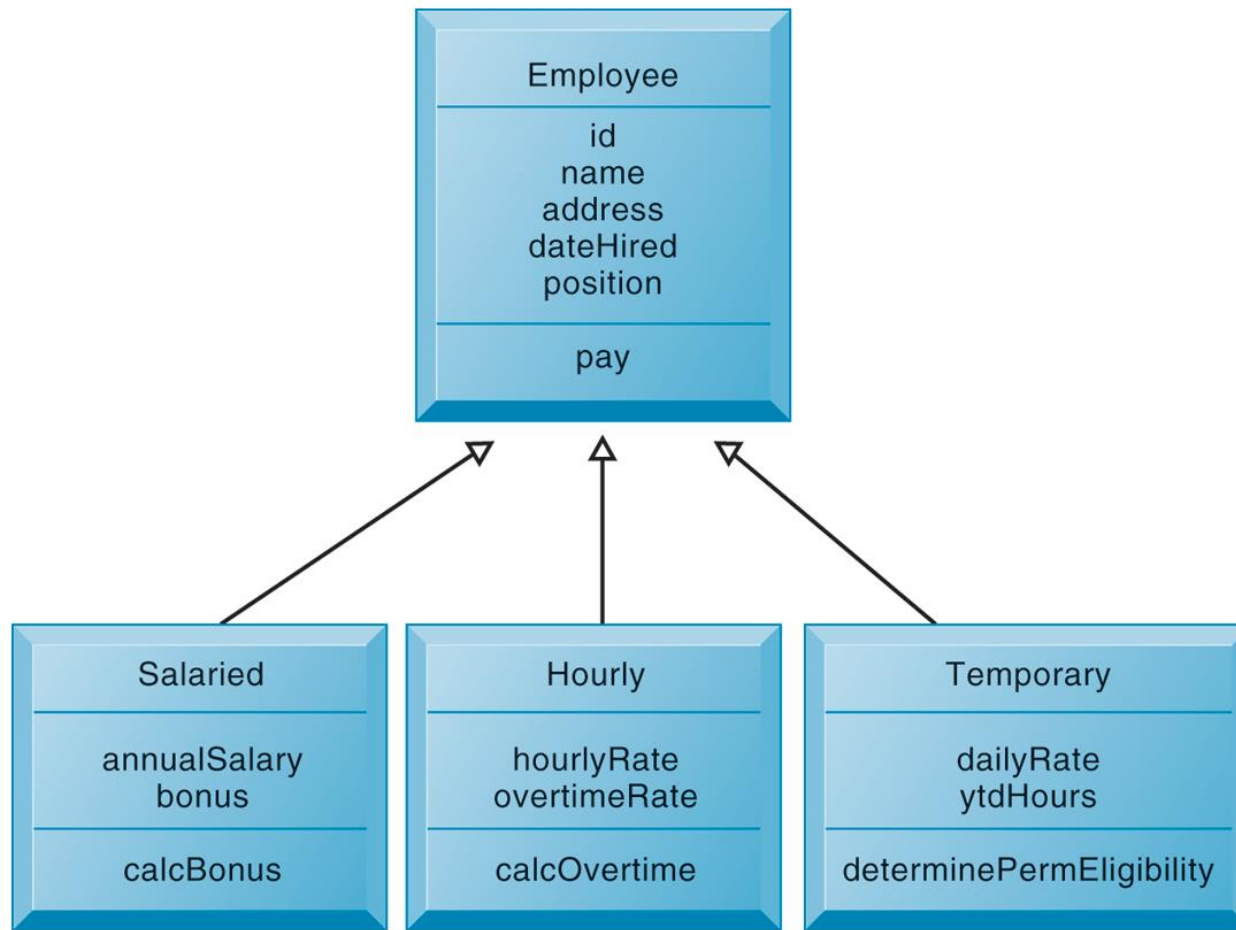 Employee
id
name
address
dateHired
position
pay
Salaried
annualSalary
bonus
calcBonus
Hourly
hourlyRate
overtimeRate
calcOvertime
Temporary
dailyRate
ytdHours
determinePermEligibility